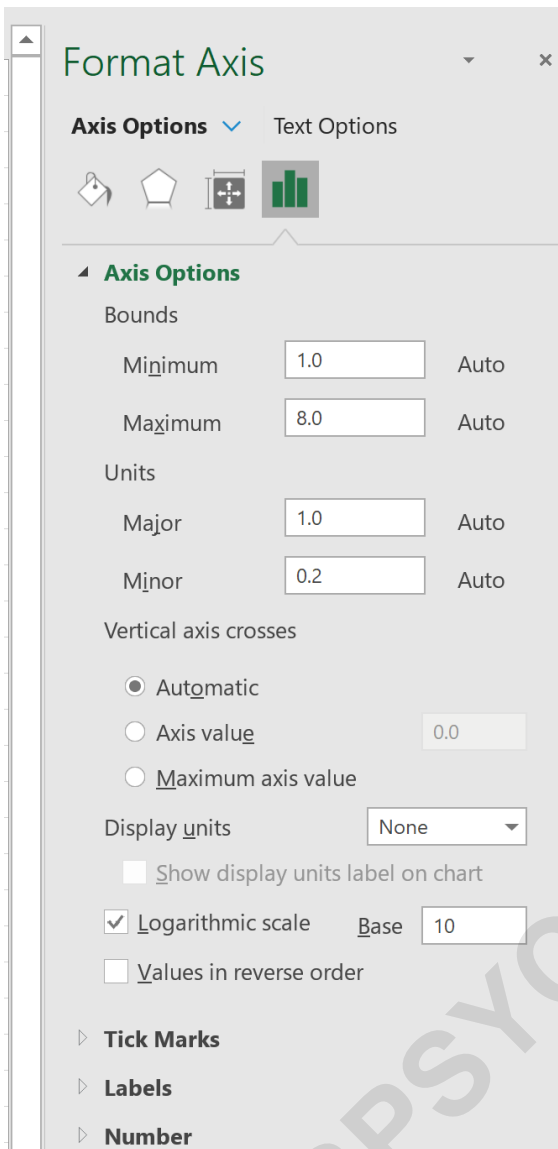 Format Axis
Axis Options Text Options
Axis Options
Bounds
Minimum 1.0 Auto
Maximum 8.0 Auto
Units
Major 1.0 Auto
Minor 0.2 Auto
Vertical axis crosses
Automatic
Axis value 0.0
Maximum axis value
Display units None
Show display units label on chart
Logarithmic scale Base 10
Values in reverse order
Tick Marks
Labels
Number